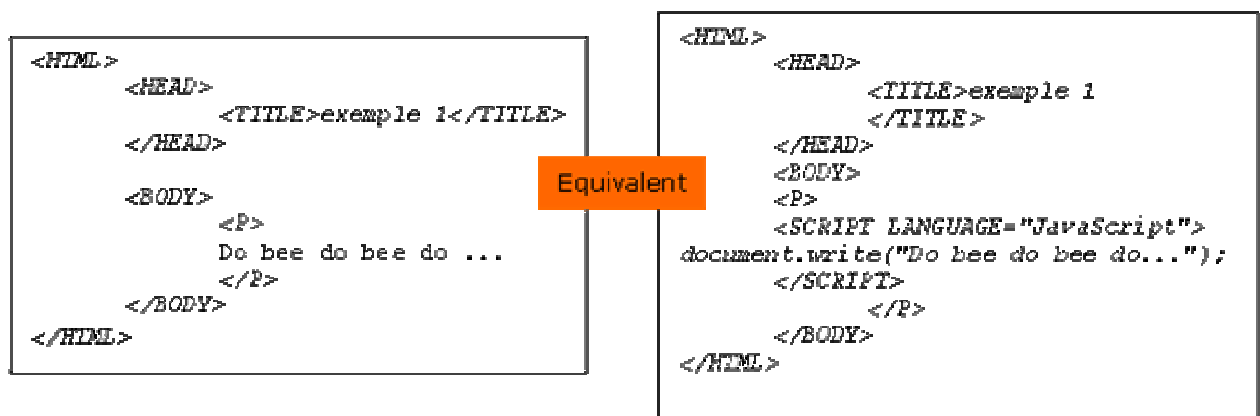 <HTML>
<HEAD>
<TITLE>exemple 1</TITLE>
</HEAD>
<BODY>
<P>
Do bee do bee do ...
</P>
</BODY>
</HTML>
Equivalent
<HTML>
<HEAD>
<TITLE>exemple 1
</TITLE>
</HEAD>
<BODY>
<P>
<SCRIPT LANGUAGE="JavaScript">
document.write("Do bee do bee do...");
</SCRIPT>
</P>
</BODY>
</HTML>